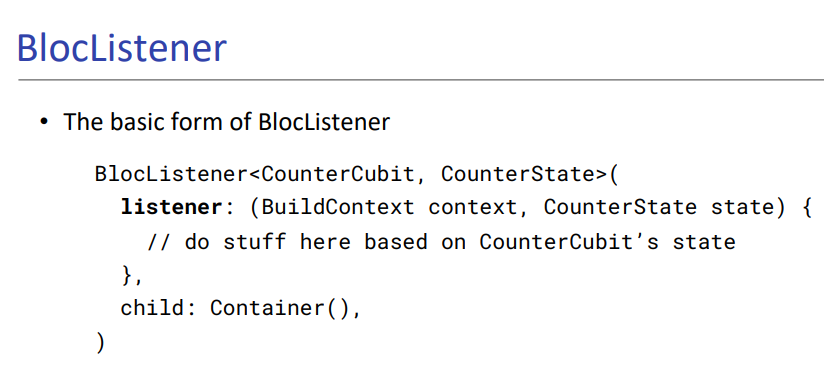 BlocListener
• The basic form of BlocListener
BlocListener<CounterCubit, CounterState>(
  listener: (BuildContext context, CounterState state) {
    // do stuff here based on CounterCubit’s state
  },
  child: Container(),
)